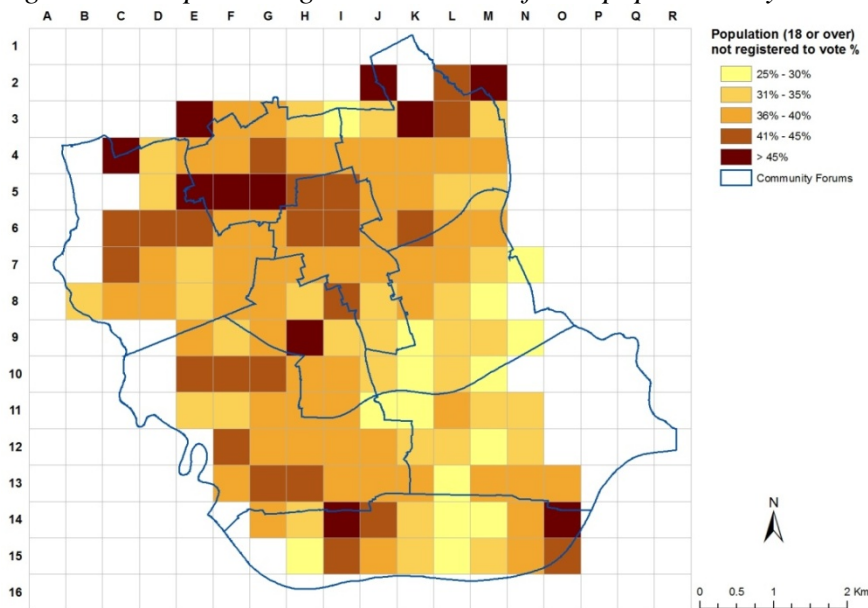 A B C D E F G H I J K L M N O P Q R
1
2
3
4
5
6
7
8
9
10
11
12
13
14
15
16
Population (18 or over)
not registered to vote %
25% - 30%
31% - 35%
36% - 40%
41% - 45%
> 45%
Community Forums
N
0 0.5 1 2 Km